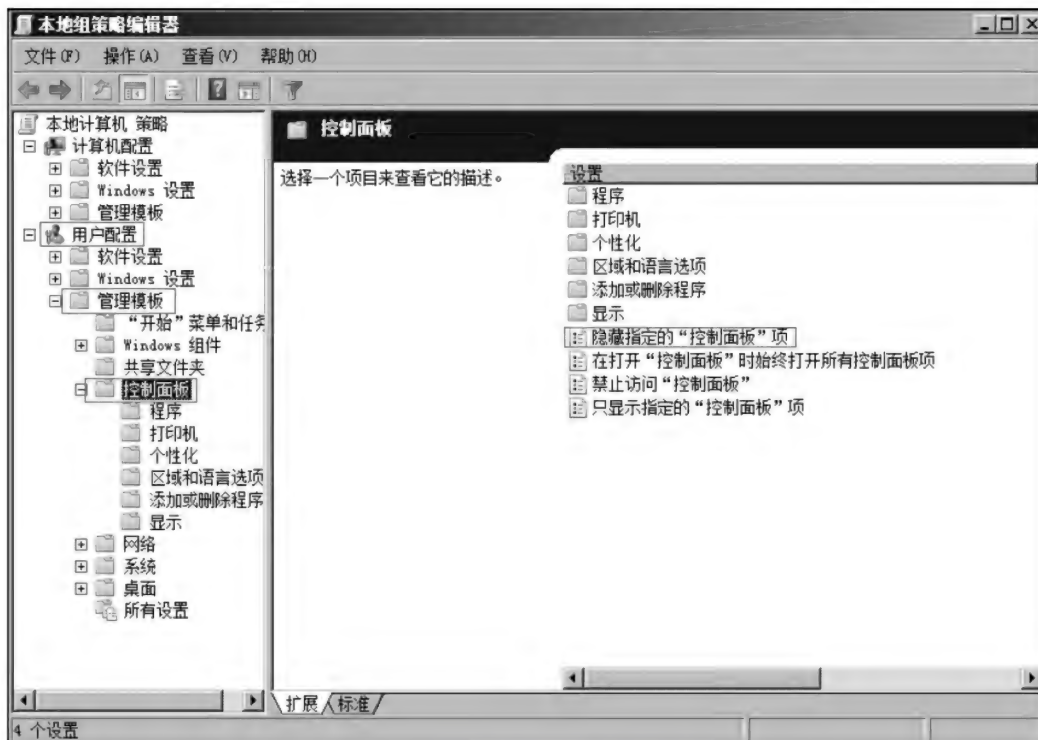 本地组策略编辑器
文件(F) 操作(A) 查看(V) 帮助(H)
本地计算机 策略
计算机配置
软件设置
Windows 设置
管理模板
用户配置
软件设置
Windows 设置
管理模板
“开始”菜单和任务
Windows 组件
共享文件夹
控制面板
程序
打印机
个性化
区域和语言选项
添加或删除程序
显示
网络
系统
桌面
所有设置
控制面板
选择一个项目来查看它的描述。
设置
程序
打印机
个性化
区域和语言选项
添加或删除程序
显示
隐藏指定的“控制面板”项
在打开“控制面板”时始终打开所有控制面板项
禁止访问“控制面板”
只显示指定的“控制面板”项
扩展 标准
4 个设置